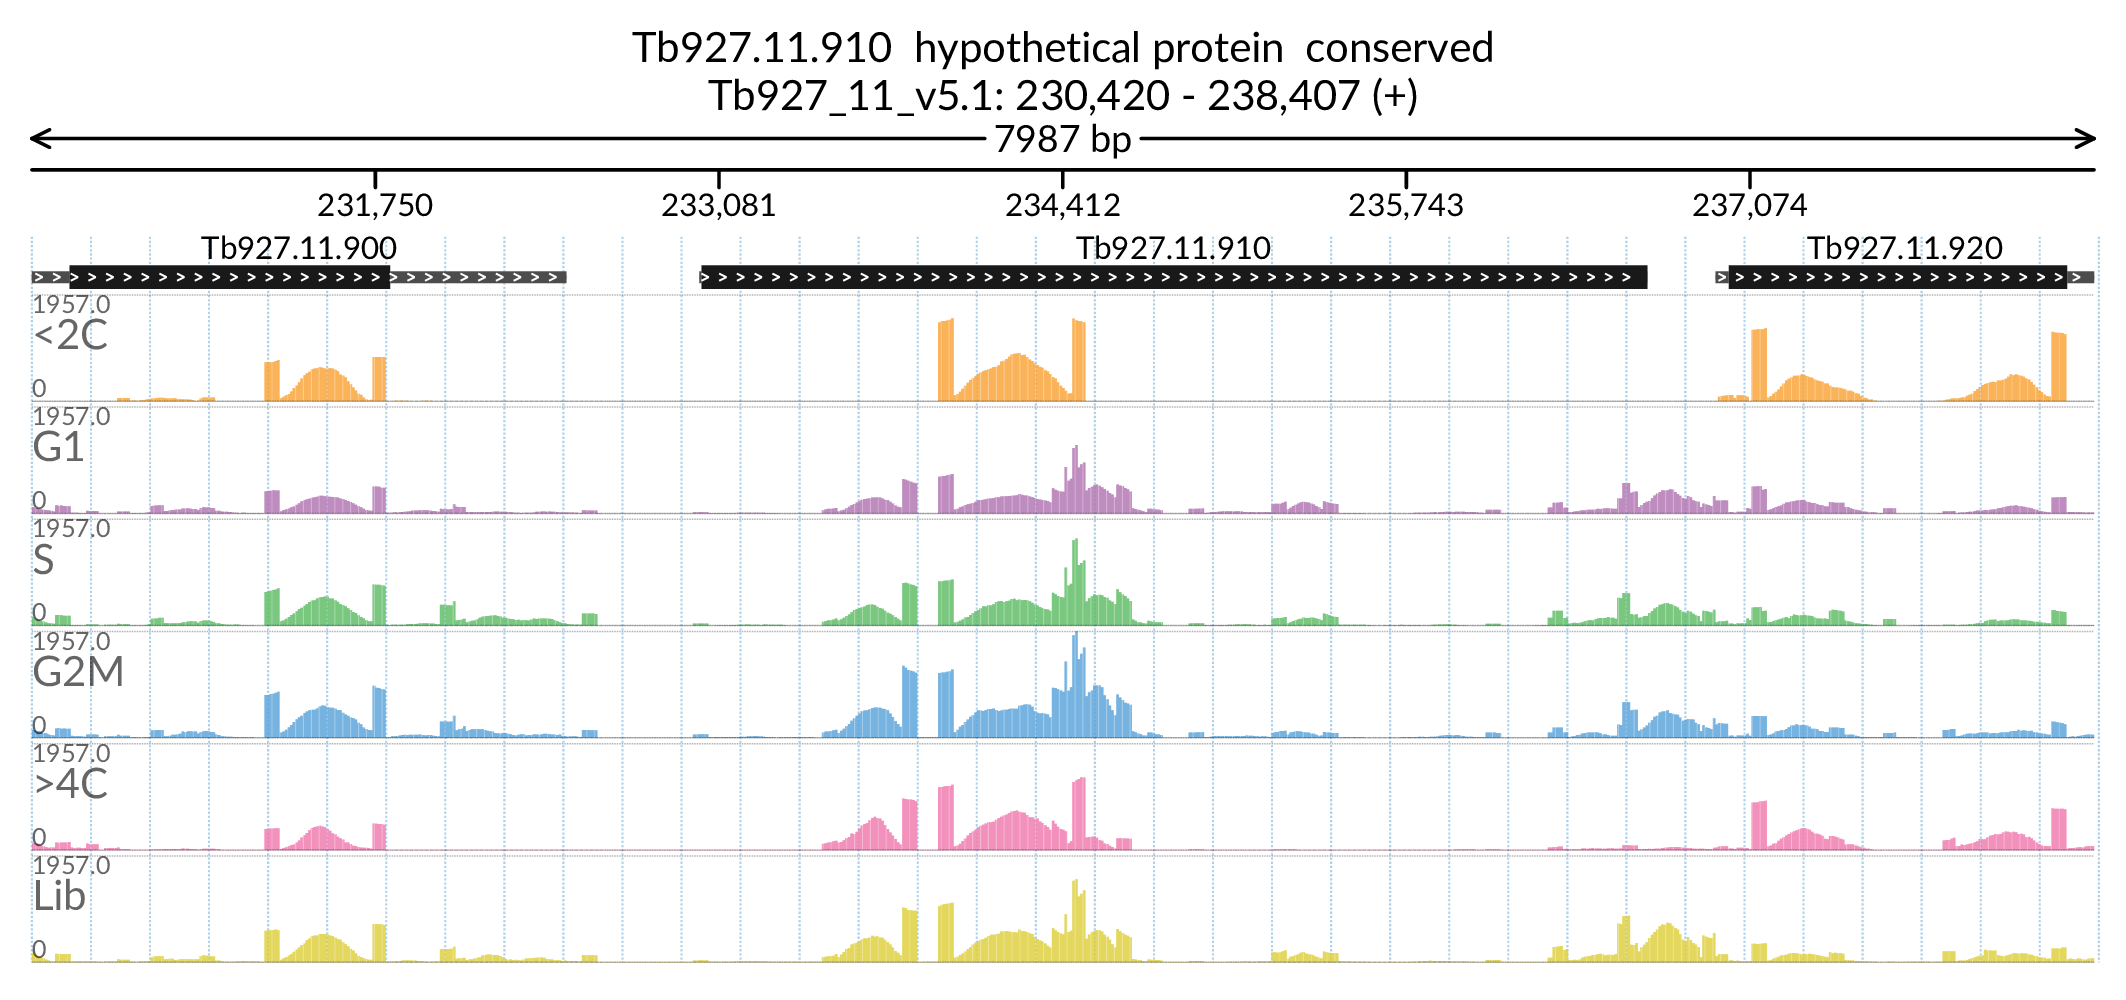 Tb927.11.910  hypothetical protein  conserved
Tb927_11_v5.1: 230,420 - 238,407 (+)
7987 bp
231,750 233,081 234,412 235,743 237,074
Tb927.11.900 Tb927.11.910 Tb927.11.920
1957.0
<2C
0
1957.0
G1
0
1957.0
S
0
1957.0
G2M
0
1957.0
>4C
0
1957.0
Lib
0